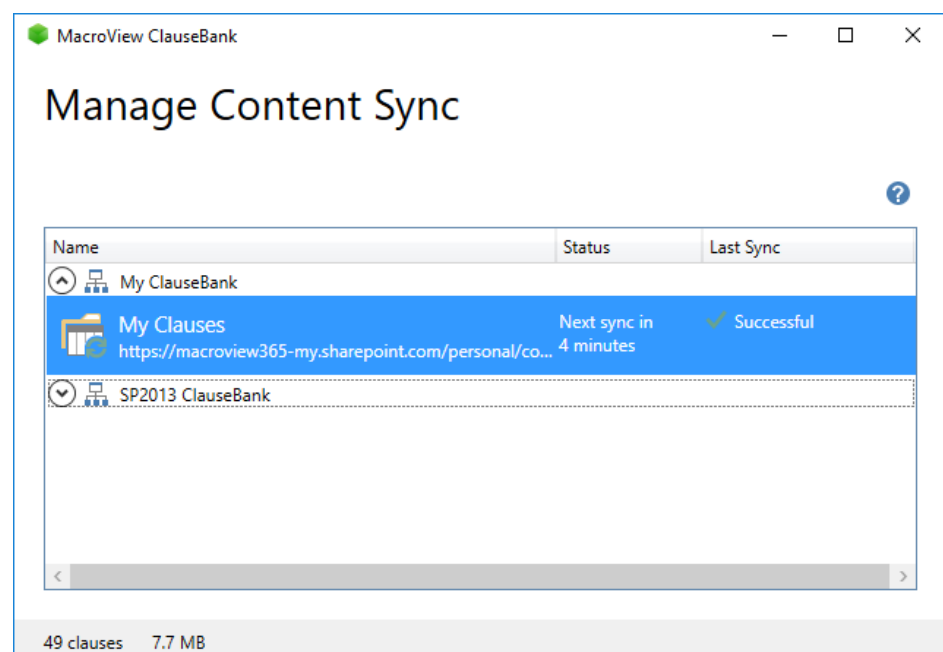 MacroView ClauseBank
Manage Content Sync
?
Name Status Last Sync
My ClauseBank
My Clauses Next sync in Successful
https://macroview365-my.sharepoint.com/personal/co... 4 minutes
SP2013 ClauseBank
49 clauses 7.7 MB